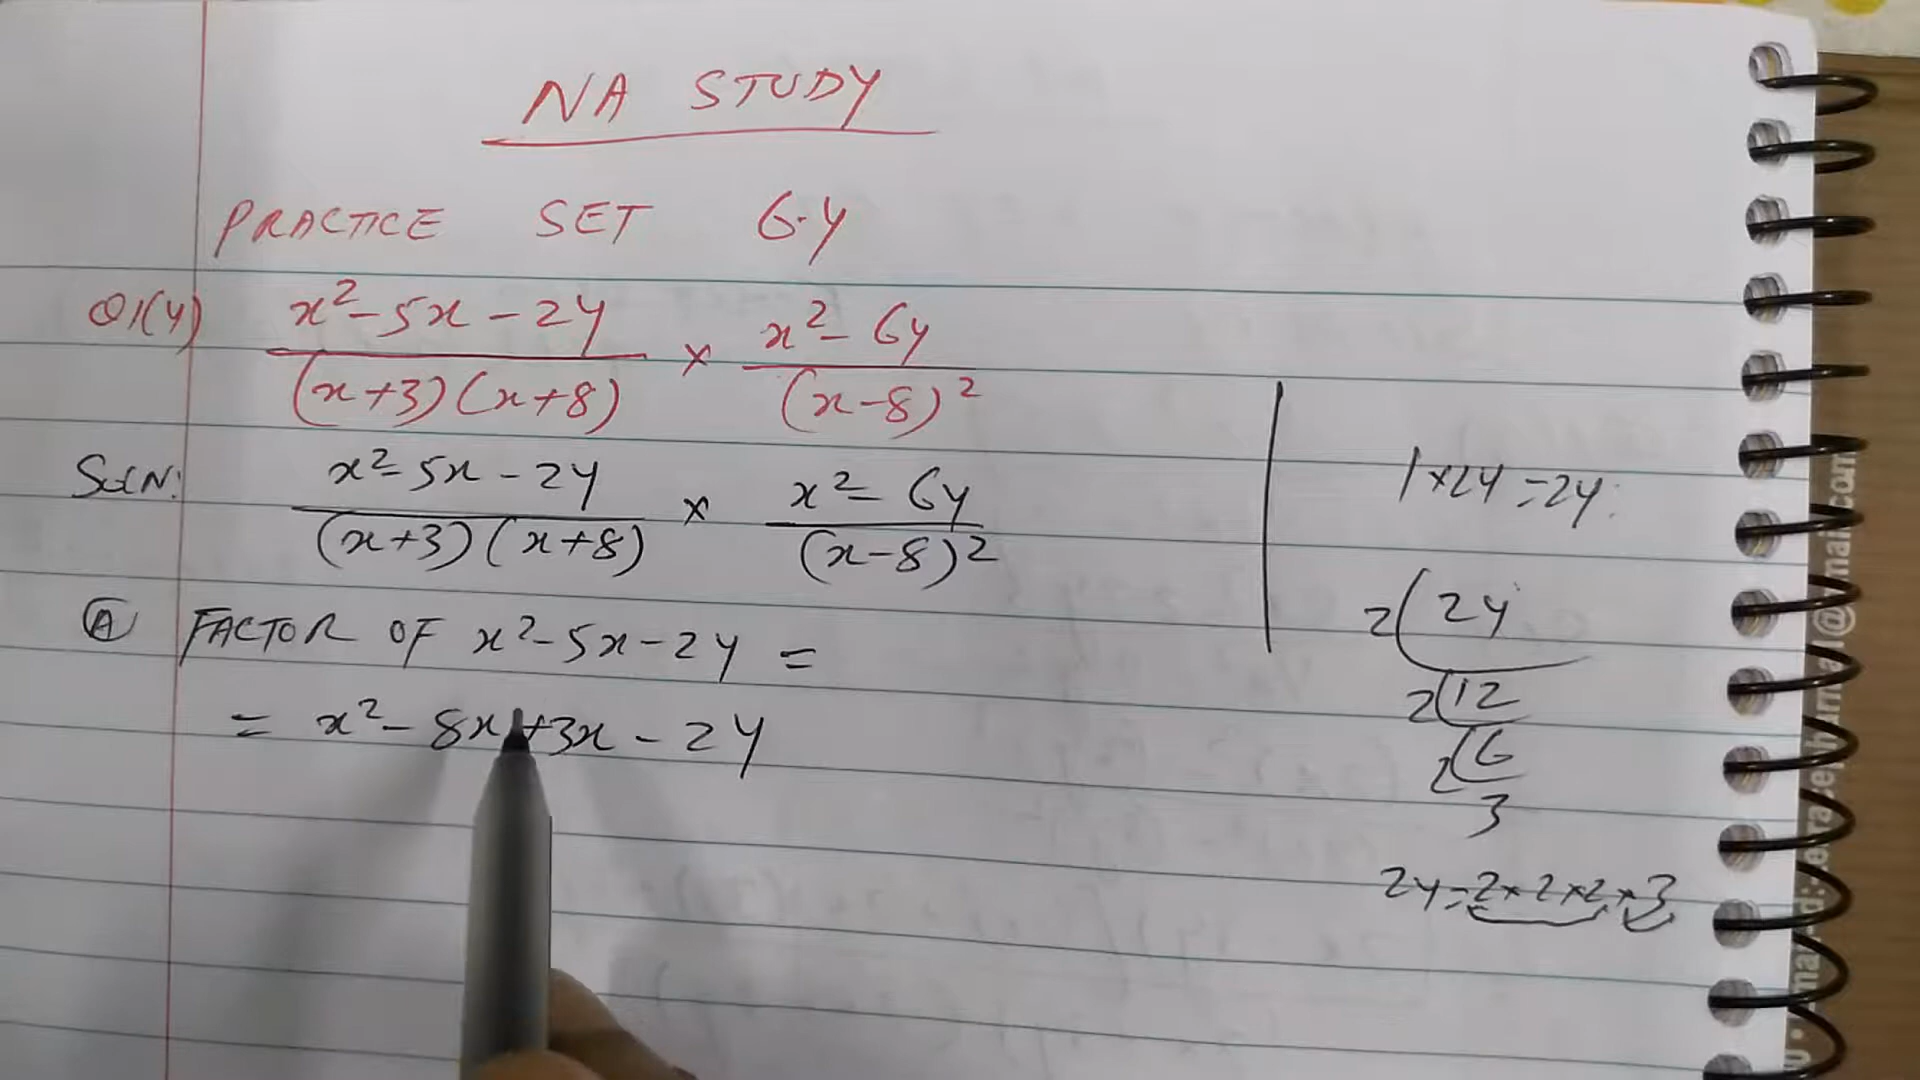 NA STUDY
PRACTICE SET 6.4
Q1(4) x²-5x-24/(x+3)(x+8) × x²-64/(x-8)²
SOLN: x²-5x-24/(x+3)(x+8) × x²-64/(x-8)²
Ⓐ FACTOR OF x²-5x-24 =
= x²-8x+3x-24
1×24=24
2 24
2 12
2 6
3
24=2×2×2×3